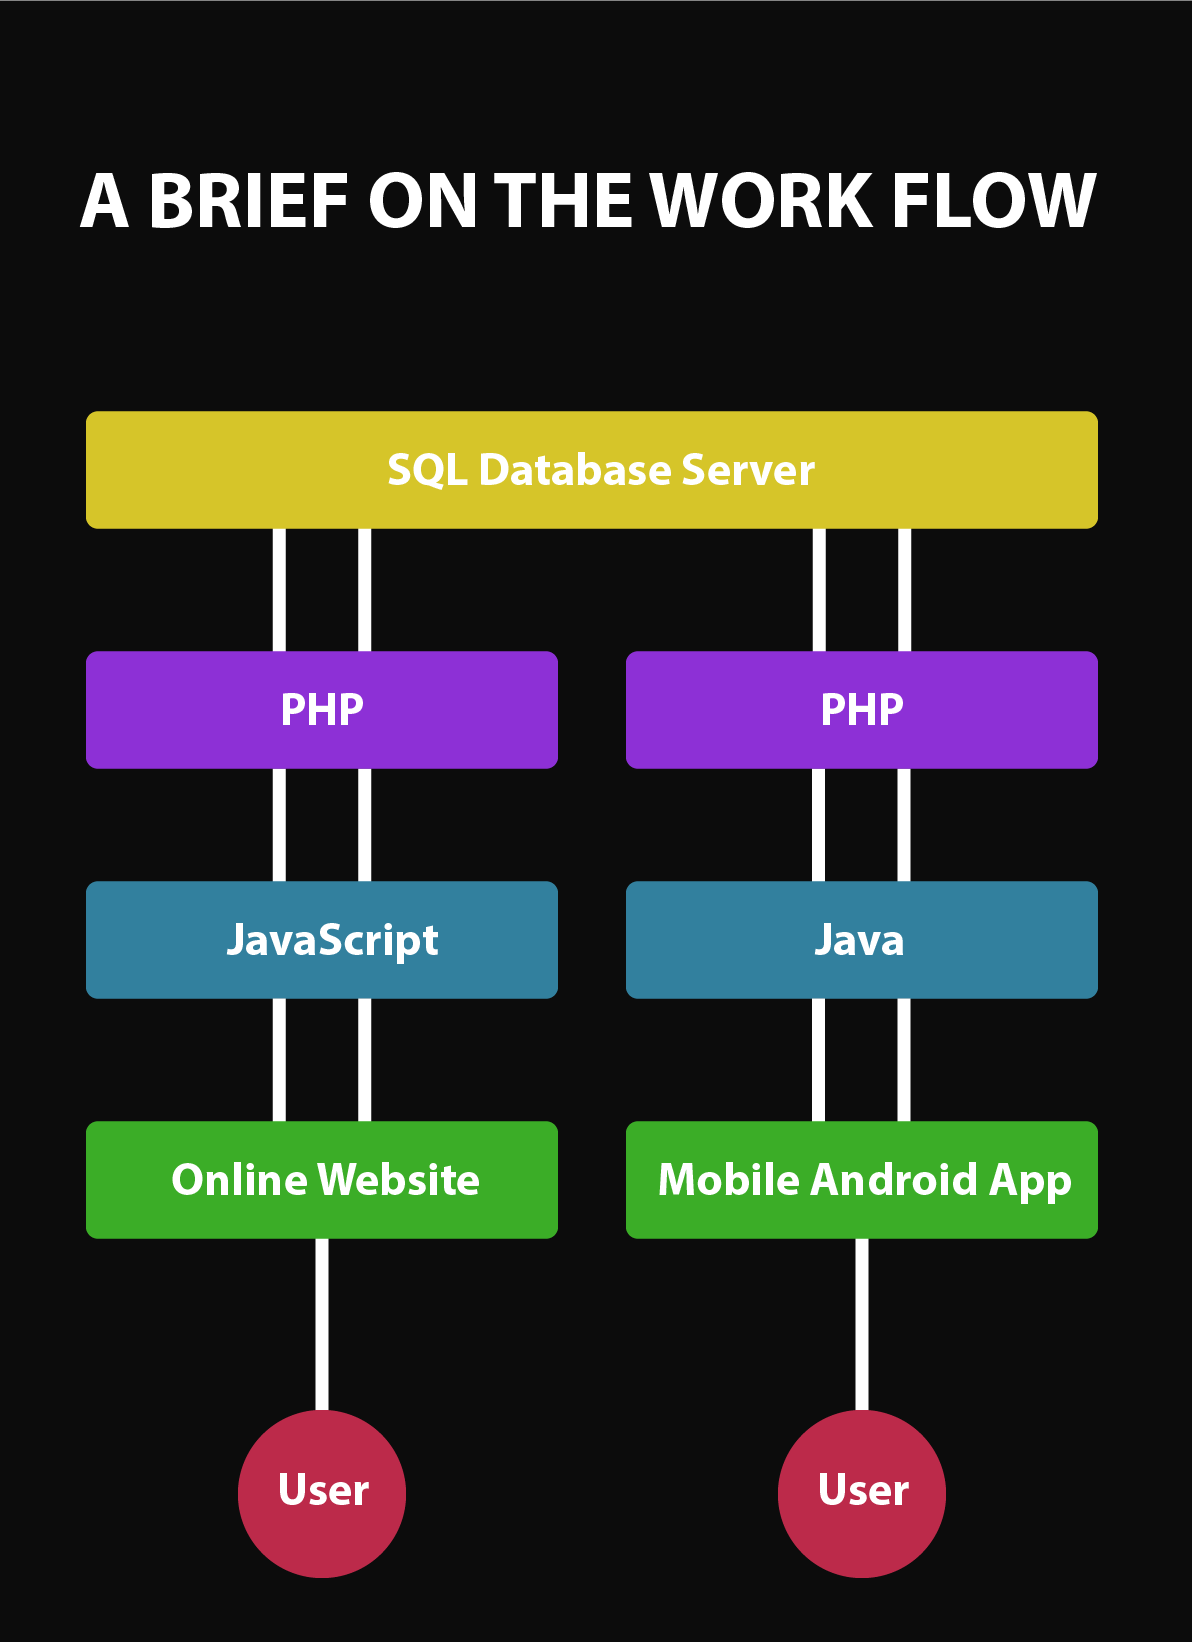 A BRIEF ON THE WORK FLOW
SQL Database Server
PHP
PHP
JavaScript
Java
Online Website
Mobile Android App
User
User